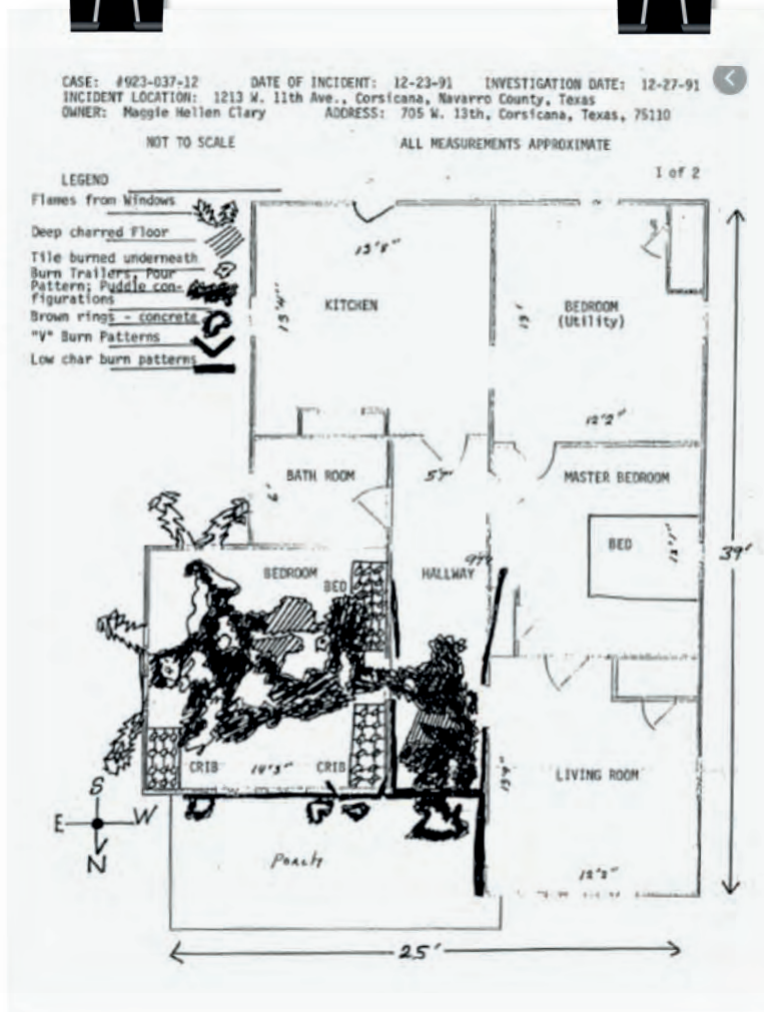 CASE: #923-037-12 DATE OF INCIDENT: 12-23-91 INVESTIGATION DATE: 12-27-91
INCIDENT LOCATION: 1213 W. 11th Ave., Corsicana, Navarro County, Texas
OWNER: Maggie Hellen Clary ADDRESS: 705 W. 13th, Corsicana, Texas, 75110
NOT TO SCALE ALL MEASUREMENTS APPROXIMATE
1 of 2
LEGEND
Flames from Windows
Deep charred Floor
Tile burned underneath
Burn Trailers, Pour
Pattern; Puddle con-
figurations
Brown rings - concrete
"V" Burn Patterns
Low char burn patterns
KITCHEN
BEDROOM
(Utility)
13'
12'2"
BATH ROOM
6'
5'7"
MASTER BEDROOM
BED
39'
HALLWAY
BEDROOM
BED
CRIB
CRIB
LIVING ROOM
S
E W
N
Porch
25'